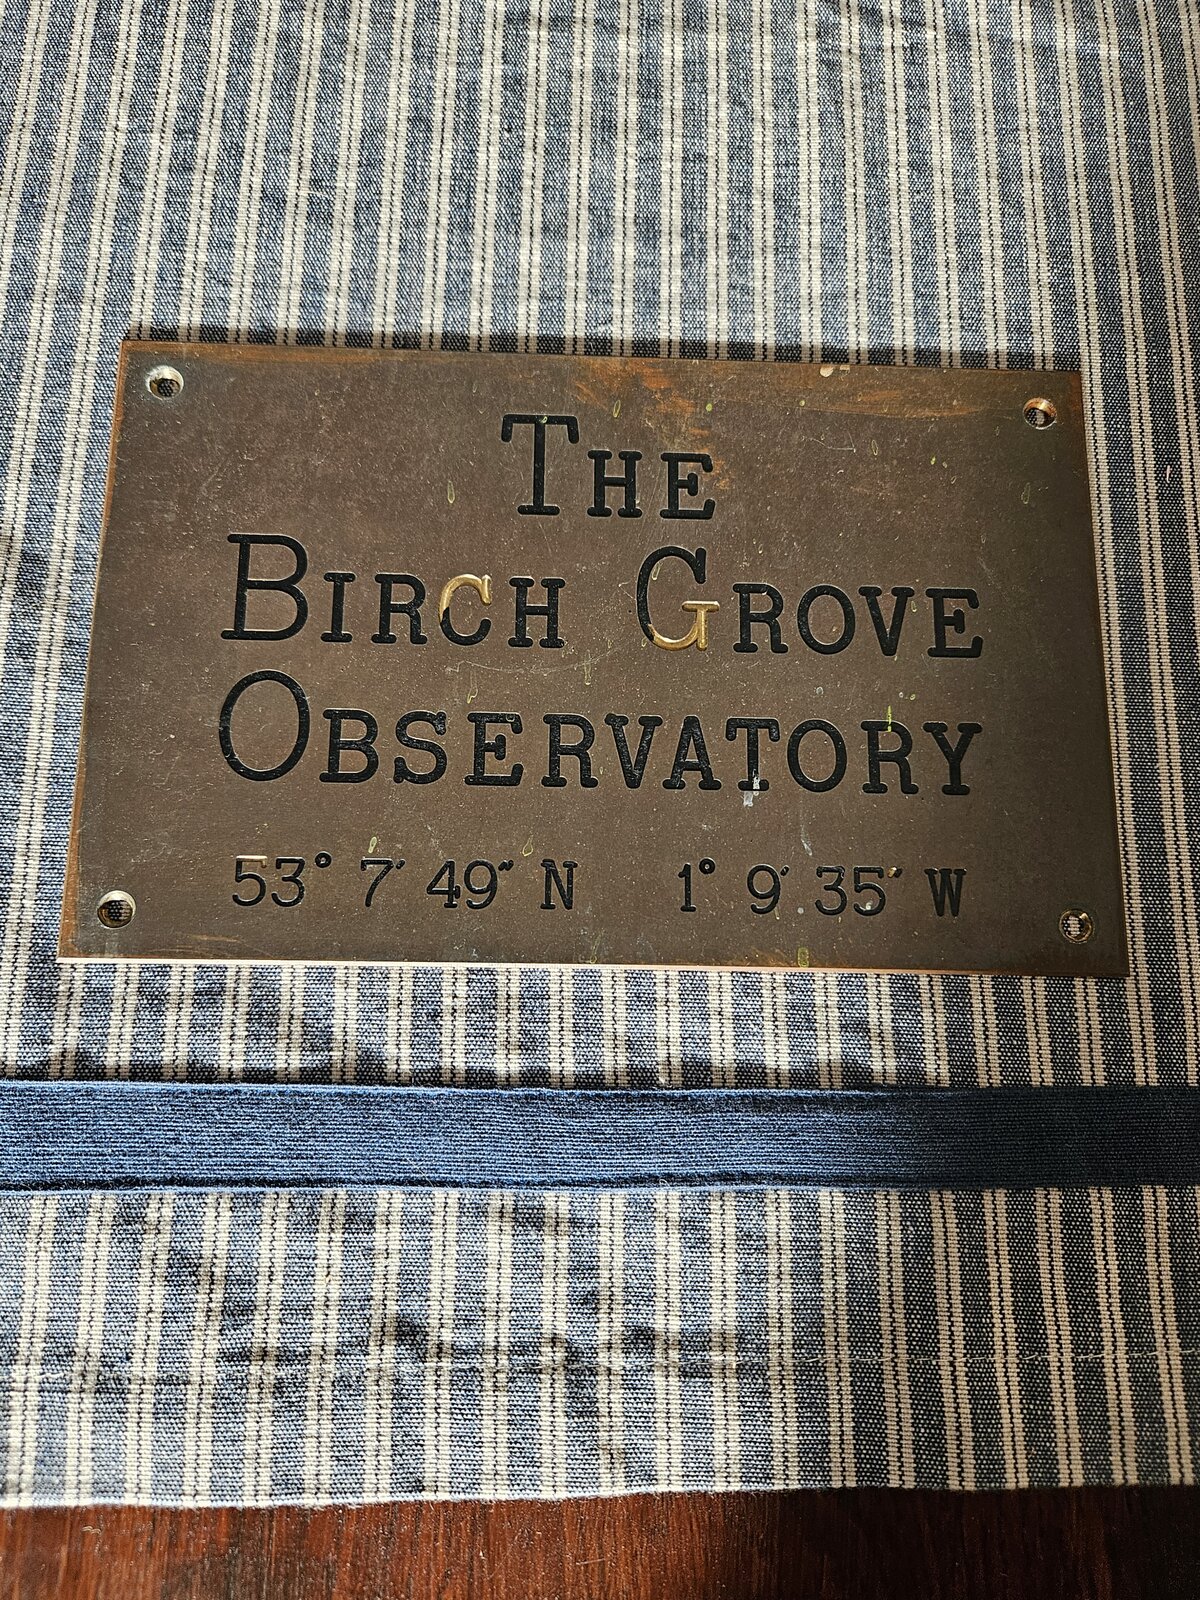 The
Birch Grove
Observatory
53° 7′ 49″ N 1° 9′ 35″ W